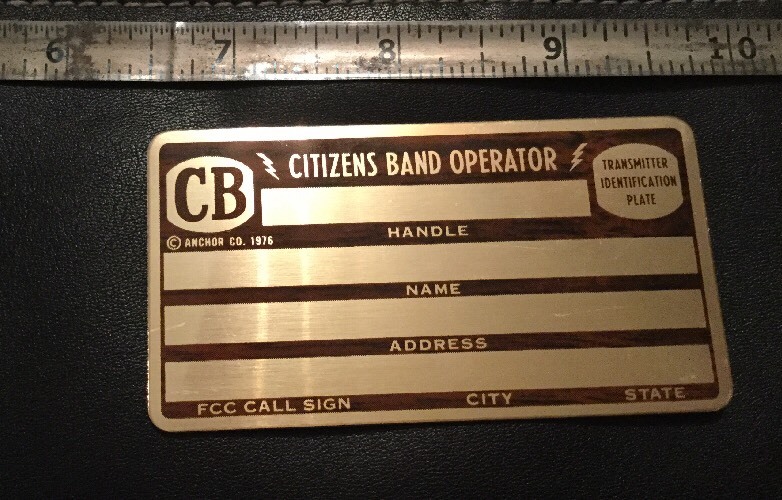 6 7 8 9 10
CITIZENS BAND OPERATOR
CB
TRANSMITTER
IDENTIFICATION
PLATE
HANDLE
© ANCHOR CO. 1976
NAME
ADDRESS
FCC CALL SIGN CITY STATE